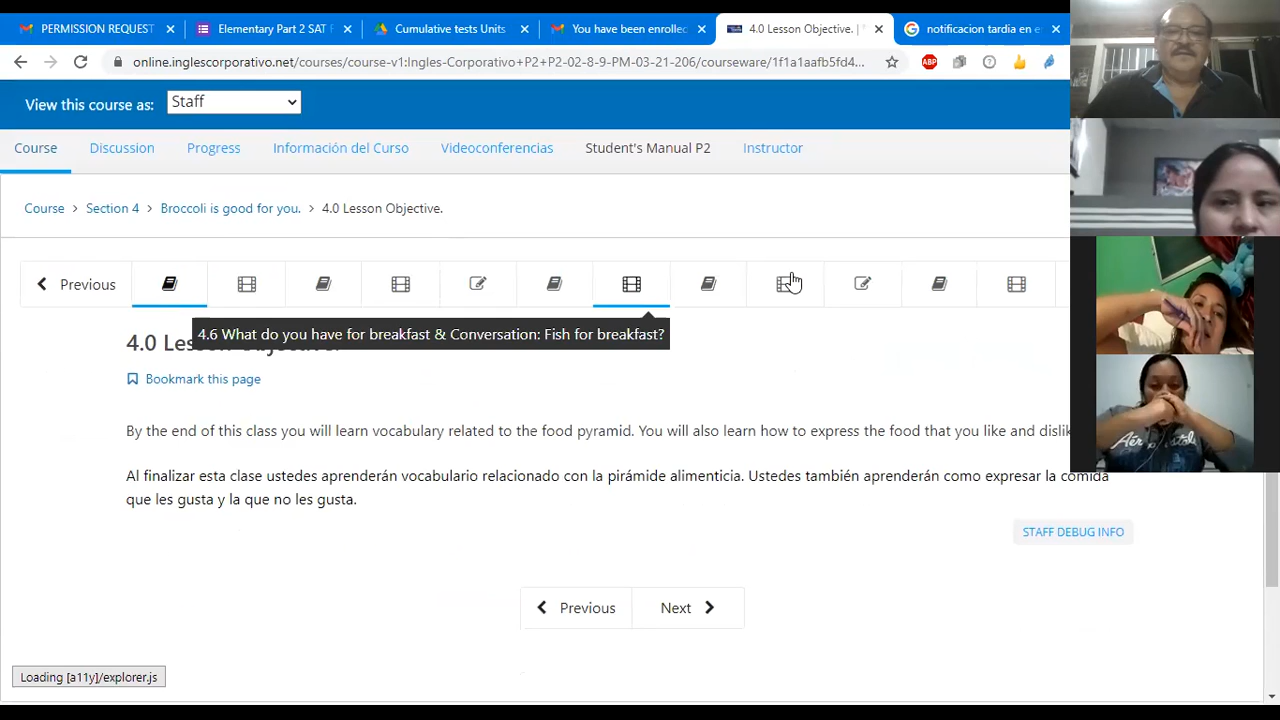 PERMISSION REQUEST
Elementary Part 2 SAT F
Cumulative tests Units
You have been enrolled
4.0 Lesson Objective. |
notificacion tardia en e
online.inglescorporativo.net/courses/course-v1:Ingles-Corporativo+P2+P2-02-8-9-PM-03-21-206/courseware/1f1a1aafb5fd4...
ABP
View this course as: Staff
Course Discussion Progress Información del Curso Videoconferencias Student's Manual P2 Instructor
Course > Section 4 > Broccoli is good for you. > 4.0 Lesson Objective.
Previous
4.6 What do you have for breakfast & Conversation: Fish for breakfast?
4.0 Lesson Objective.
Bookmark this page
By the end of this class you will learn vocabulary related to the food pyramid. You will also learn how to express the food that you like and dislik
Al finalizar esta clase ustedes aprenderán vocabulario relacionado con la pirámide alimenticia. Ustedes también aprenderán como expresar la comida
que les gusta y la que no les gusta.
STAFF DEBUG INFO
Previous Next
Loading [a11y]/explorer.js